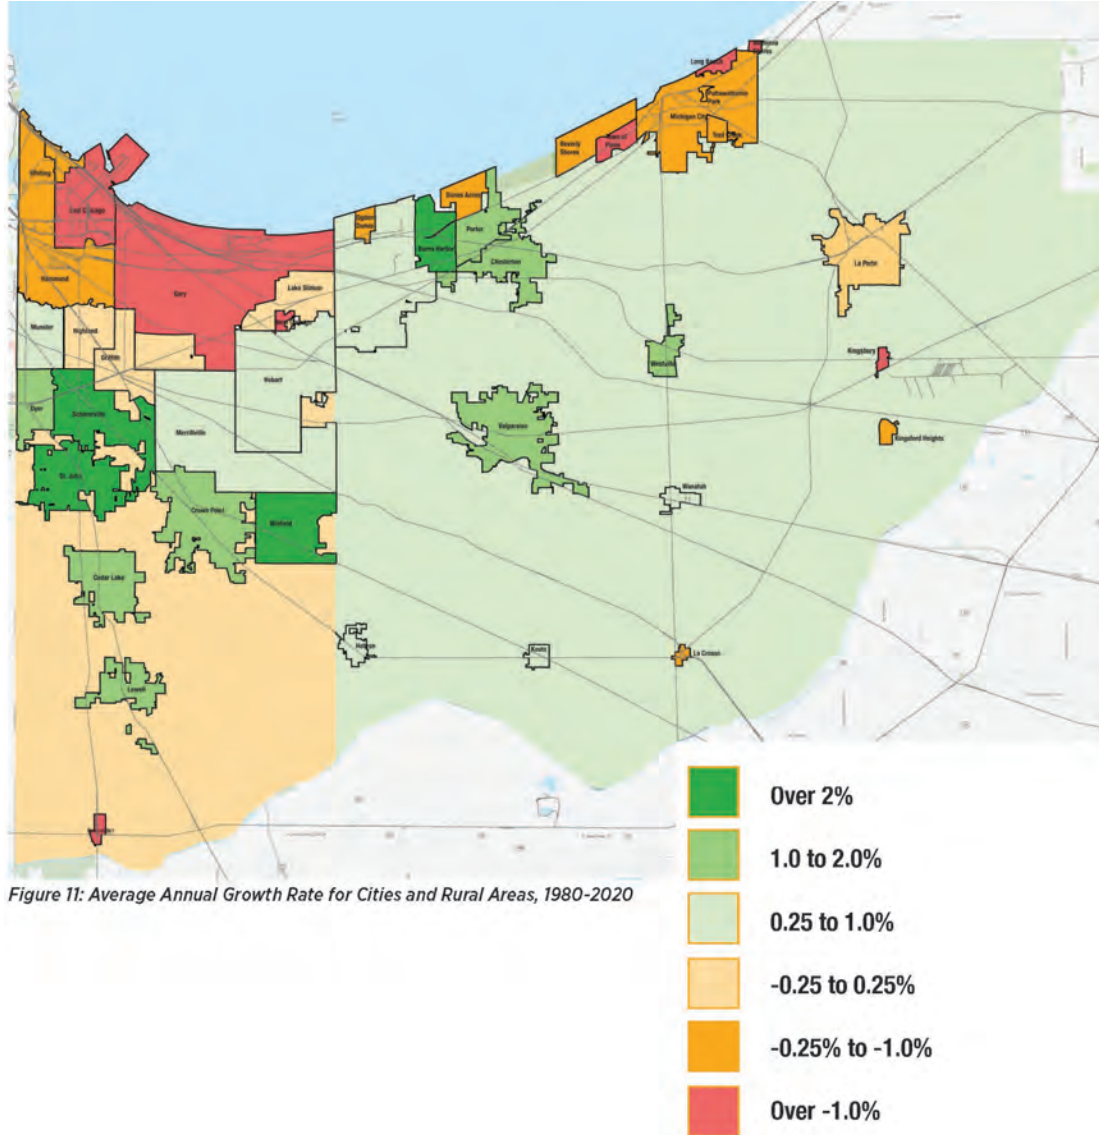 Long Beach
Pottawattomie
Park
Michigan City
Trail Creek
Beverly
Shores
Town of
Pines
Whiting
East Chicago
Dunes Acres
Ogden
Dunes
Porter
Burns Harbor
Chesterton
La Porte
Hammond
Gary
Lake Station
Munster
Highland
Griffith
Hobart
Westville
Kingsbury
Dyer
Schererville
Merrillville
Valparaiso
Kingsford Heights
St. John
Wanatah
Crown Point
Winfield
Cedar Lake
Hebron
Kouts
La Crosse
Lowell
Figure 11: Average Annual Growth Rate for Cities and Rural Areas, 1980-2020
Over 2%
1.0 to 2.0%
0.25 to 1.0%
-0.25 to 0.25%
-0.25% to -1.0%
Over -1.0%